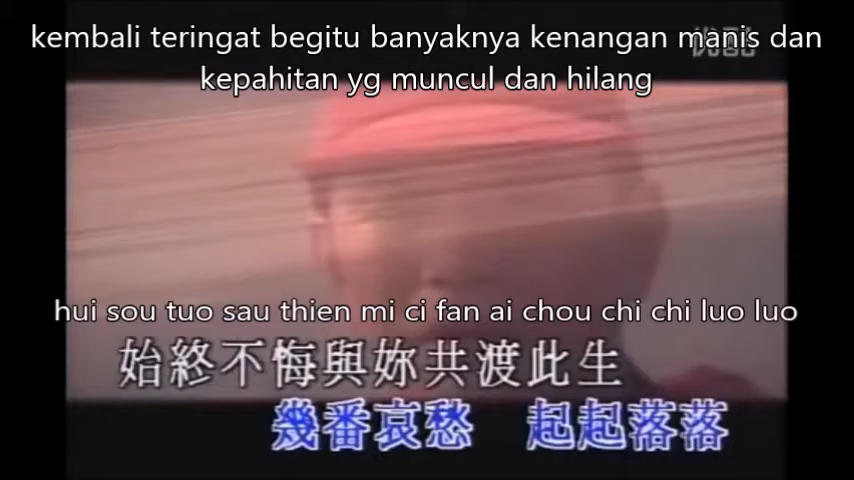 kembali teringat begitu banyaknya kenangan manis dan
kepahitan yg muncul dan hilang
hui sou tuo sau thien mi ci fan ai chou chi chi luo luo
始終不悔與妳共渡此生
幾番哀愁 起起落落